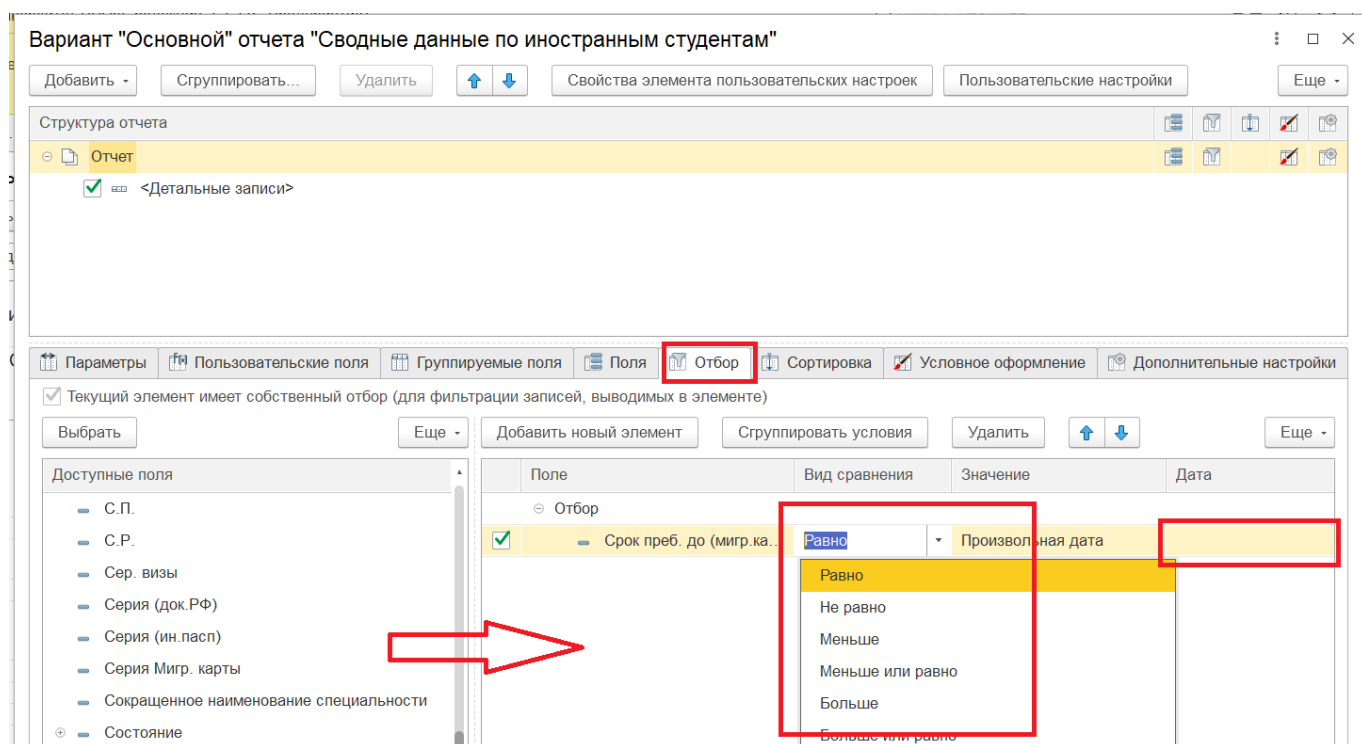 Вариант "Основной" отчета "Сводные данные по иностранным студентам"
Добавить Сгруппировать... Удалить Свойства элемента пользовательских настроек Пользовательские настройки Еще
Структура отчета
Отчет
<Детальные записи>
Параметры Пользовательские поля Группируемые поля Поля Отбор Сортировка Условное оформление Дополнительные настройки
Текущий элемент имеет собственный отбор (для фильтрации записей, выводимых в элементе)
Выбрать Еще Добавить новый элемент Сгруппировать условия Удалить Еще
Доступные поля Поле Вид сравнения Значение Дата
С.П. Отбор
С.Р. Срок преб. до (мигр.ка... Равно Произвольная дата
Сер. визы Равно
Серия (док.РФ) Не равно
Серия (ин.пасп) Меньше
Серия Мигр. карты Меньше или равно
Сокращенное наименование специальности Больше
Состояние Больше или равно